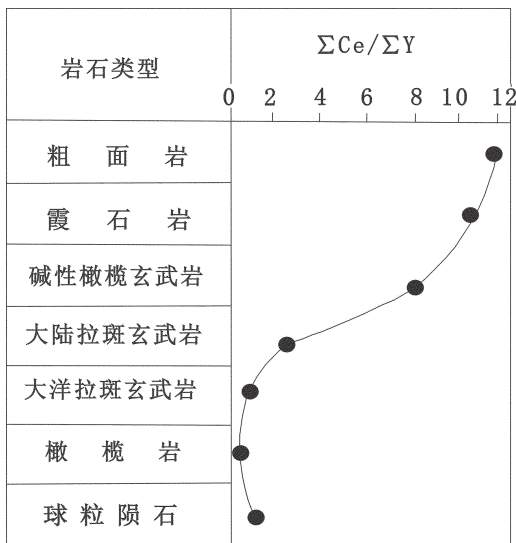 岩石类型
ΣCe/ΣY
0 2 4 6 8 10 12
粗面岩
霞石岩
碱性橄榄玄武岩
大陆拉斑玄武岩
大洋拉斑玄武岩
橄榄岩
球粒陨石